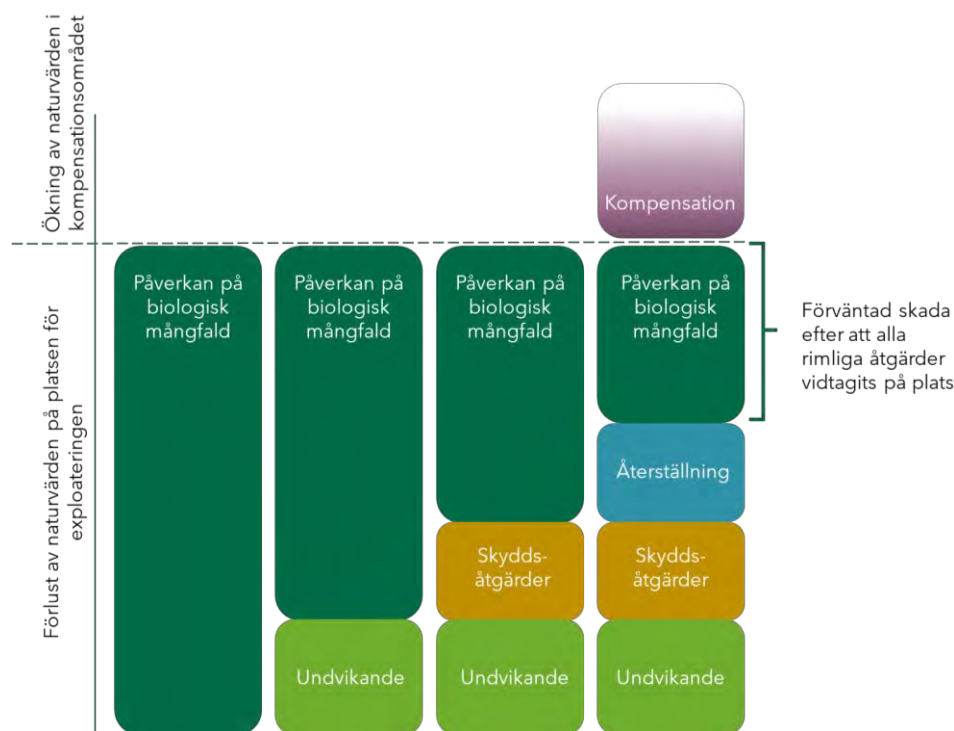 Ökning av naturvärden i
kompensationsområdet
Förlust av naturvärden på platsen för
exploateringen
Kompensation
Påverkan på
biologisk
mångfald
Påverkan på
biologisk
mångfald
Undvikande
Påverkan på
biologisk
mångfald
Skydds-
åtgärder
Undvikande
Påverkan på
biologisk
mångfald
Återställning
Skydds-
åtgärder
Undvikande
Förväntad skada
efter att alla
rimliga åtgärder
vidtagits på plats